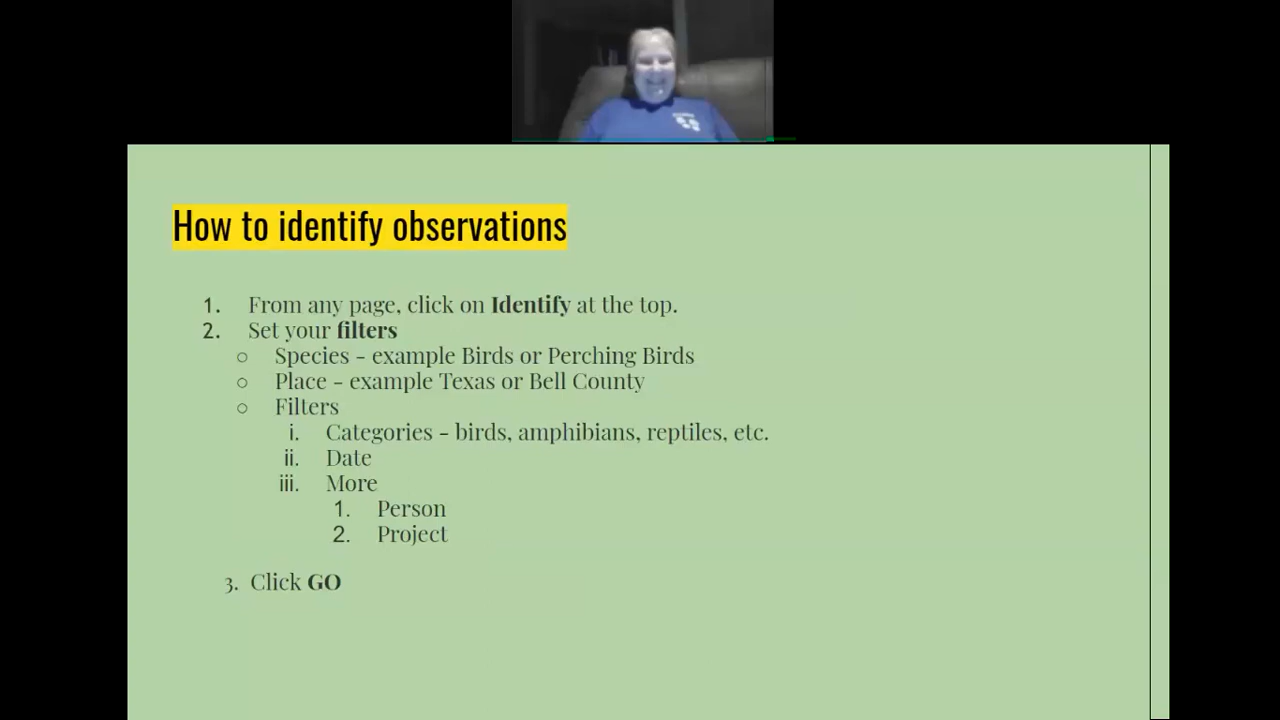 How to identify observations
1. From any page, click on Identify at the top.
2. Set your filters
○ Species - example Birds or Perching Birds
○ Place - example Texas or Bell County
○ Filters
i. Categories - birds, amphibians, reptiles, etc.
ii. Date
iii. More
1. Person
2. Project
3. Click GO